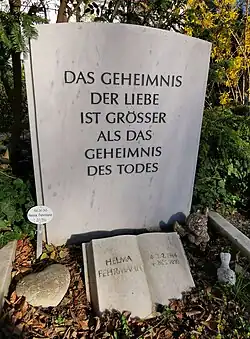 DAS GEHEIMNIS
DER LIEBE
IST GRÖSSER
ALS DAS
GEHEIMNIS
DES TODES
HELMA